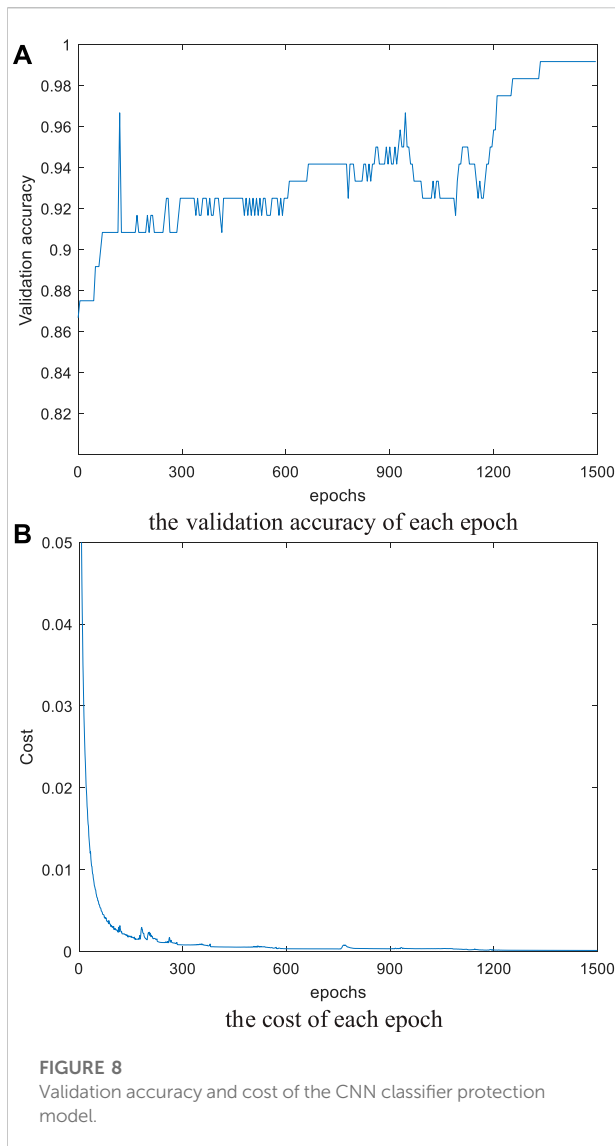 A
1
0.98
0.96
0.94
0.92
0.9
0.88
0.86
0.84
0.82
Validation accuracy
0 300 600 900 1200 1500
epochs
the validation accuracy of each epoch
B
0.05
0.04
0.03
0.02
0.01
0
Cost
0 300 600 900 1200 1500
epochs
the cost of each epoch
FIGURE 8
Validation accuracy and cost of the CNN classifier protection
model.